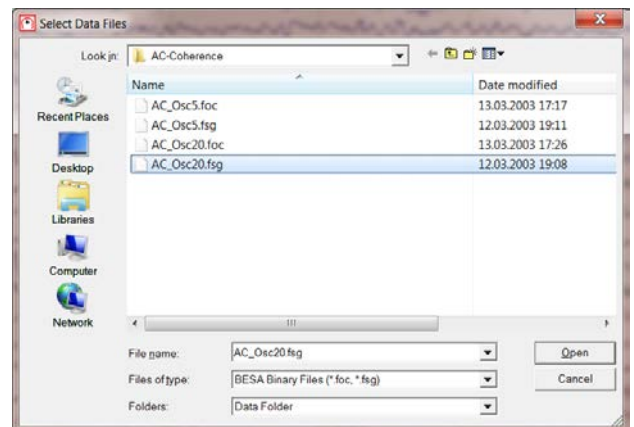 Select Data Files
Look in: AC-Coherence
Name Date modified
AC_Osc5.foc 13.03.2003 17:17
AC_Osc5.fsg 12.03.2003 19:11
AC_Osc20.foc 13.03.2003 17:26
AC_Osc20.fsg 12.03.2003 19:08
Recent Places
Desktop
Libraries
Computer
Network
File name: AC_Osc20.fsg Open
Files of type: BESA Binary Files (*.foc, *.fsg) Cancel
Folders: Data Folder